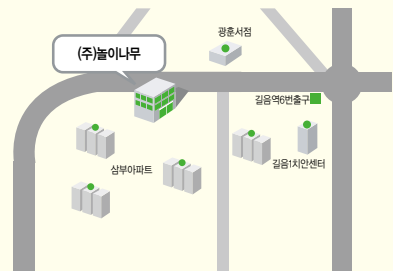 광훈서점
(주)놀이나무
길음역6번출구
삼부아파트
길음1치안센터